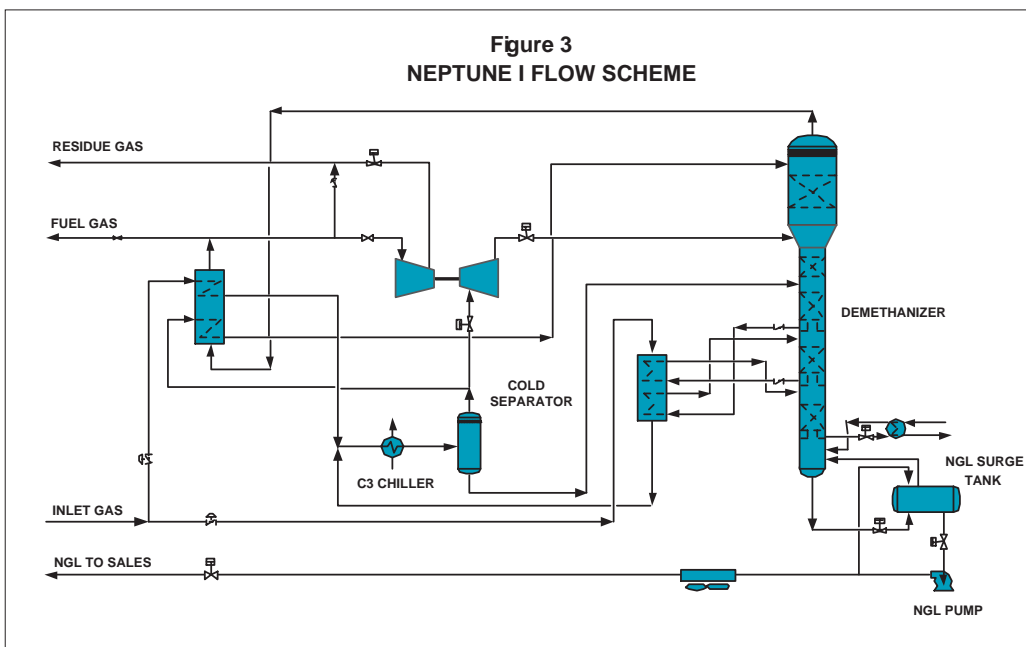 Figure 3
NEPTUNE I FLOW SCHEME
RESIDUE GAS
FUEL GAS
DEMETHANIZER
COLD
SEPARATOR
C3 CHILLER
NGL SURGE
TANK
INLET GAS
NGL TO SALES
NGL PUMP